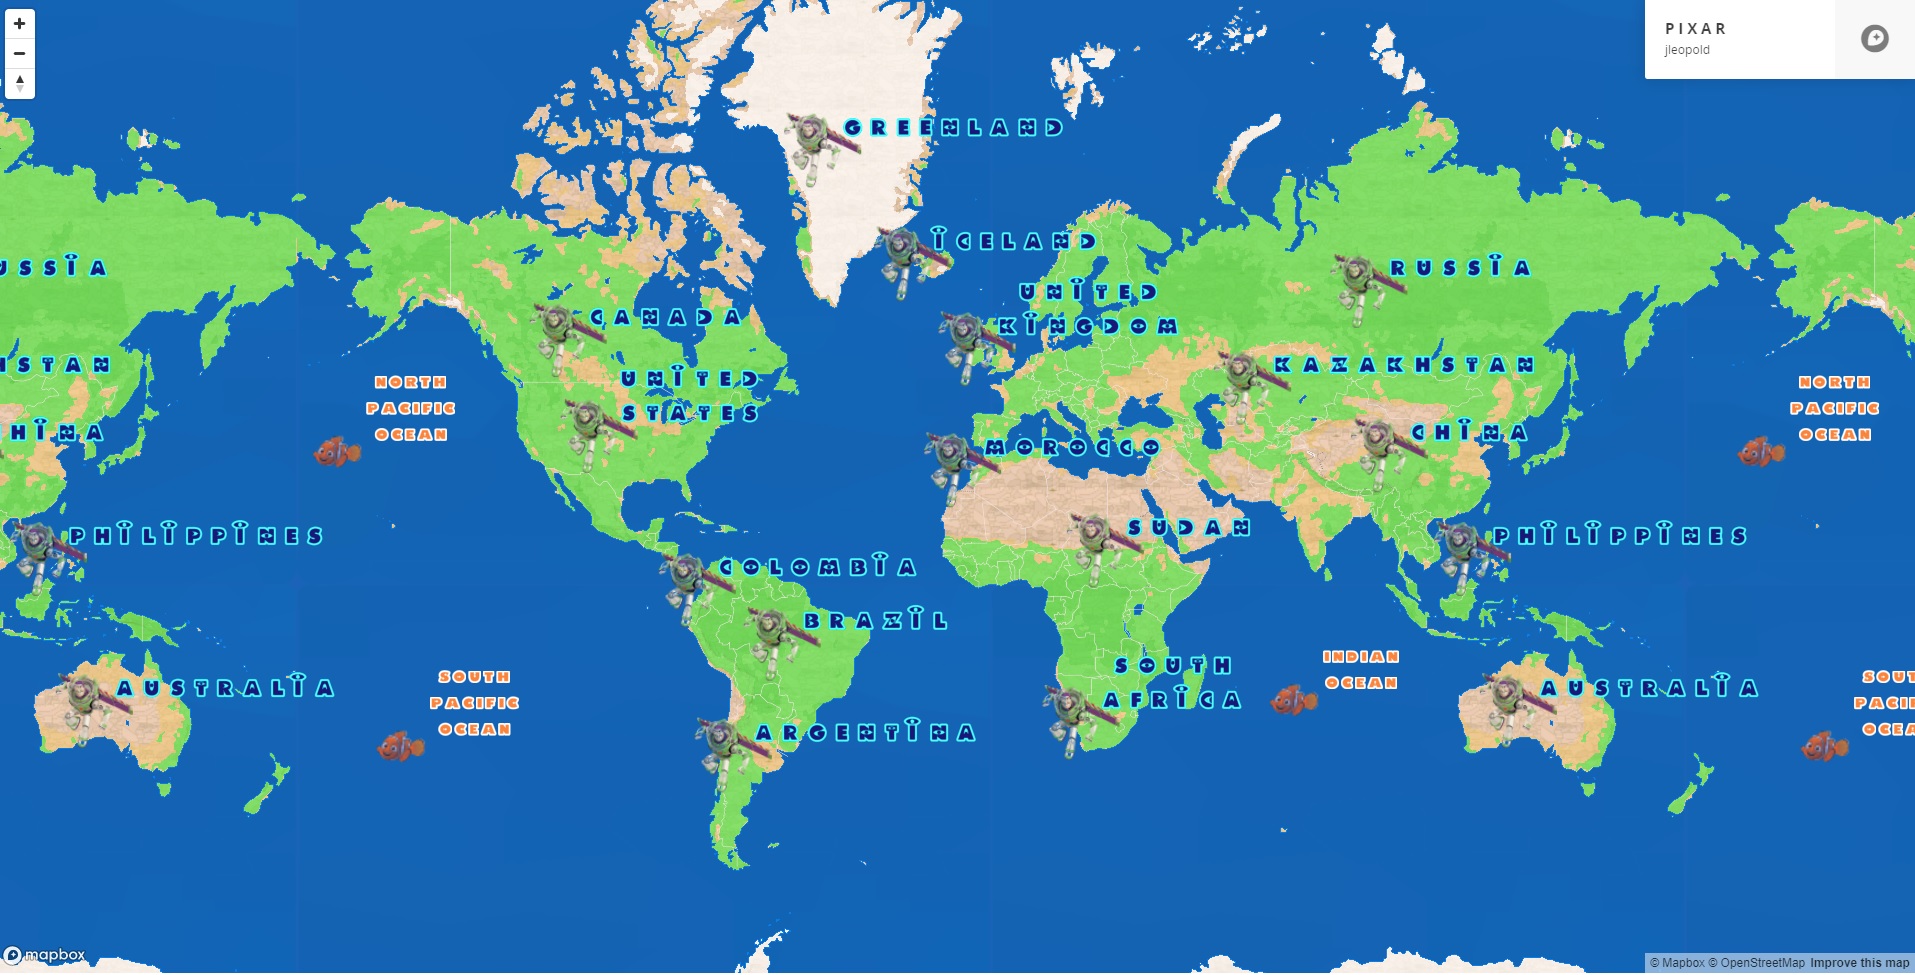 +
−
PIXAR
jleopold
GREENLAND
ICELAND
USSIA
RUSSIA
UNITED
KINGDOM
CANADA
HSTAN
KAZAKHSTAN
UNITED
STATES
NORTH
PACIFIC
OCEAN
NORTH
PACIFIC
OCEAN
HINA
CHINA
MOROCCO
SUDAN
PHILIPPINES
PHILIPPINES
COLOMBIA
BRAZIL
SOUTH
AFRICA
INDIAN
OCEAN
SOUTH
PACIFIC
OCEAN
SOUT
PACIF
OCEA
AUSTRALIA
AUSTRALIA
ARGENTINA
mapbox
© Mapbox © OpenStreetMap Improve this map